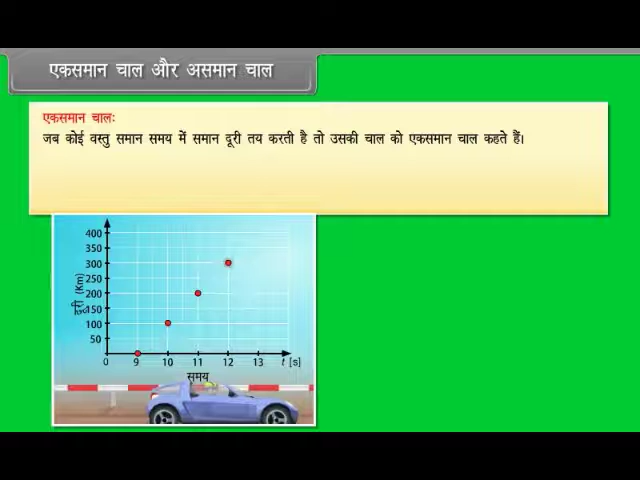 एकसमान चाल और असमान चाल
एकसमान चालः
जब कोई वस्तु समान समय में समान दूरी तय करती है तो उसकी चाल को एकसमान चाल कहते हैं।
400
350
300
250
200
150
100
50
दूरी (Km)
0 9 10 11 12 13 t [s]
समय